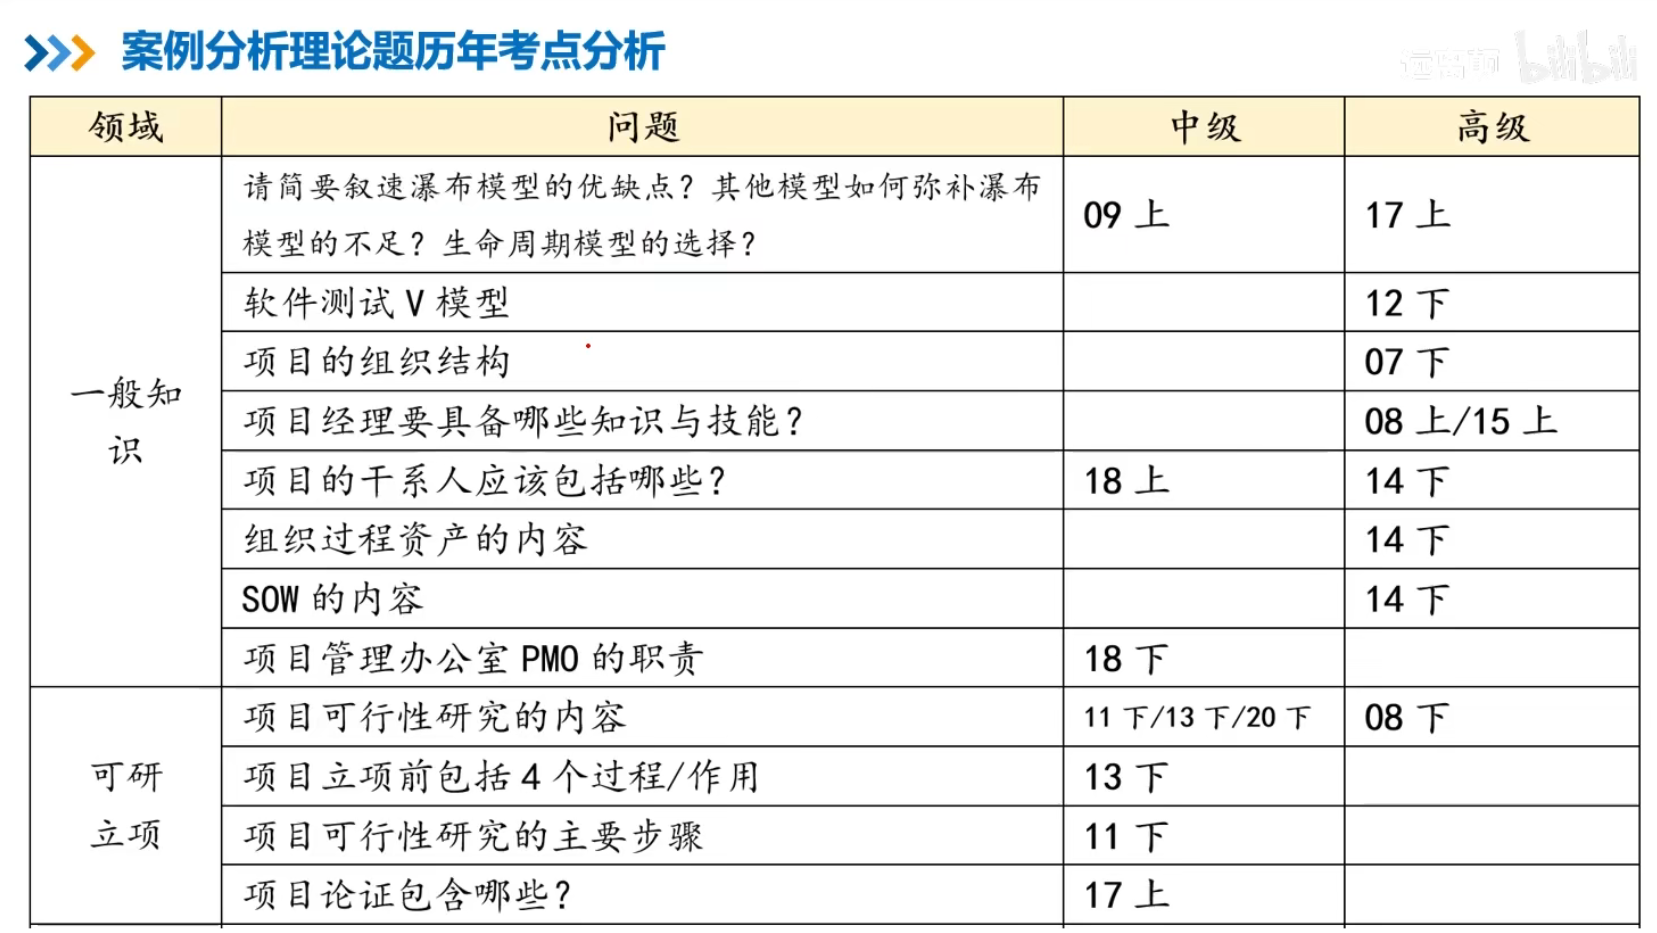 案例分析理论题历年考点分析
bilibili
领域 问题 中级 高级
请简要叙速瀑布模型的优缺点？其他模型如何弥补瀑布
模型的不足？生命周期模型的选择？
09 上 17 上
软件测试 V 模型 12 下
项目的组织结构 07 下
一般知
识
项目经理要具备哪些知识与技能？ 08 上/15 上
项目的干系人应该包括哪些？ 18 上 14 下
组织过程资产的内容 14 下
SOW 的内容 14 下
项目管理办公室 PMO 的职责 18 下
可研
立项
项目可行性研究的内容 11 下/13 下/20 下 08 下
项目立项前包括 4 个过程/作用 13 下
项目可行性研究的主要步骤 11 下
项目论证包含哪些？ 17 上